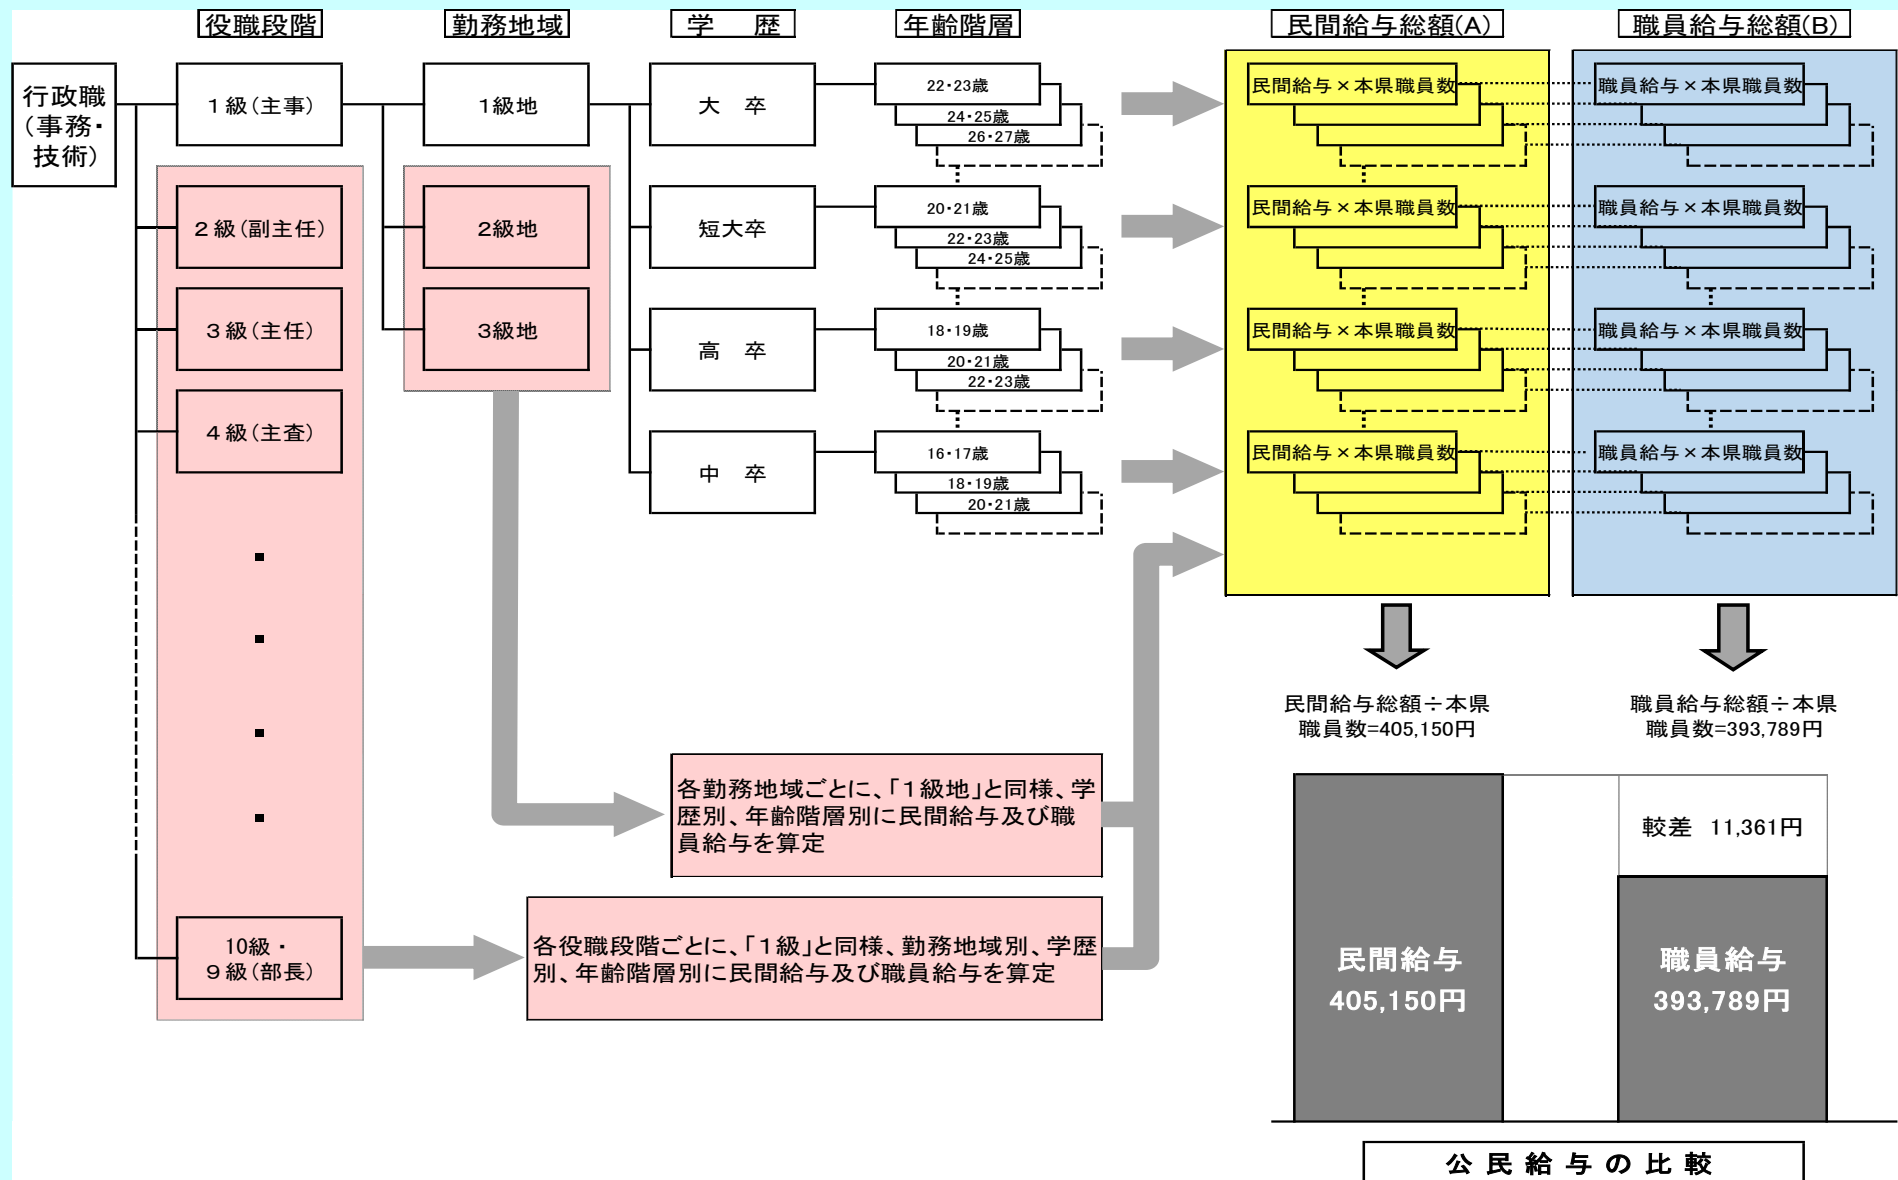 役職段階
勤務地域
学　歴
年齢階層
民間給与総額(A)
職員給与総額(B)
行政職
（事務・
技術）
１級（主事）
２級（副主任）
３級（主任）
４級（主査）
・
・
・
・
10級・
９級（部長）
１級地
２級地
３級地
大　卒
短大卒
高　卒
中　卒
22・23歳
24・25歳
26・27歳
20・21歳
22・23歳
24・25歳
18・19歳
20・21歳
22・23歳
16・17歳
18・19歳
20・21歳
民間給与×本県職員数
職員給与×本県職員数
民間給与×本県職員数
職員給与×本県職員数
民間給与×本県職員数
職員給与×本県職員数
民間給与×本県職員数
職員給与×本県職員数
民間給与総額÷本県
職員数=405,150円
職員給与総額÷本県
職員数=393,789円
各勤務地域ごとに、「１級地」と同様、学
歴別、年齢階層別に民間給与及び職
員給与を算定
各役職段階ごとに、「１級」と同様、勤務地域別、学歴
別、年齢階層別に民間給与及び職員給与を算定
較差　11,361円
民間給与
405,150円
職員給与
393,789円
公 民 給 与 の 比 較